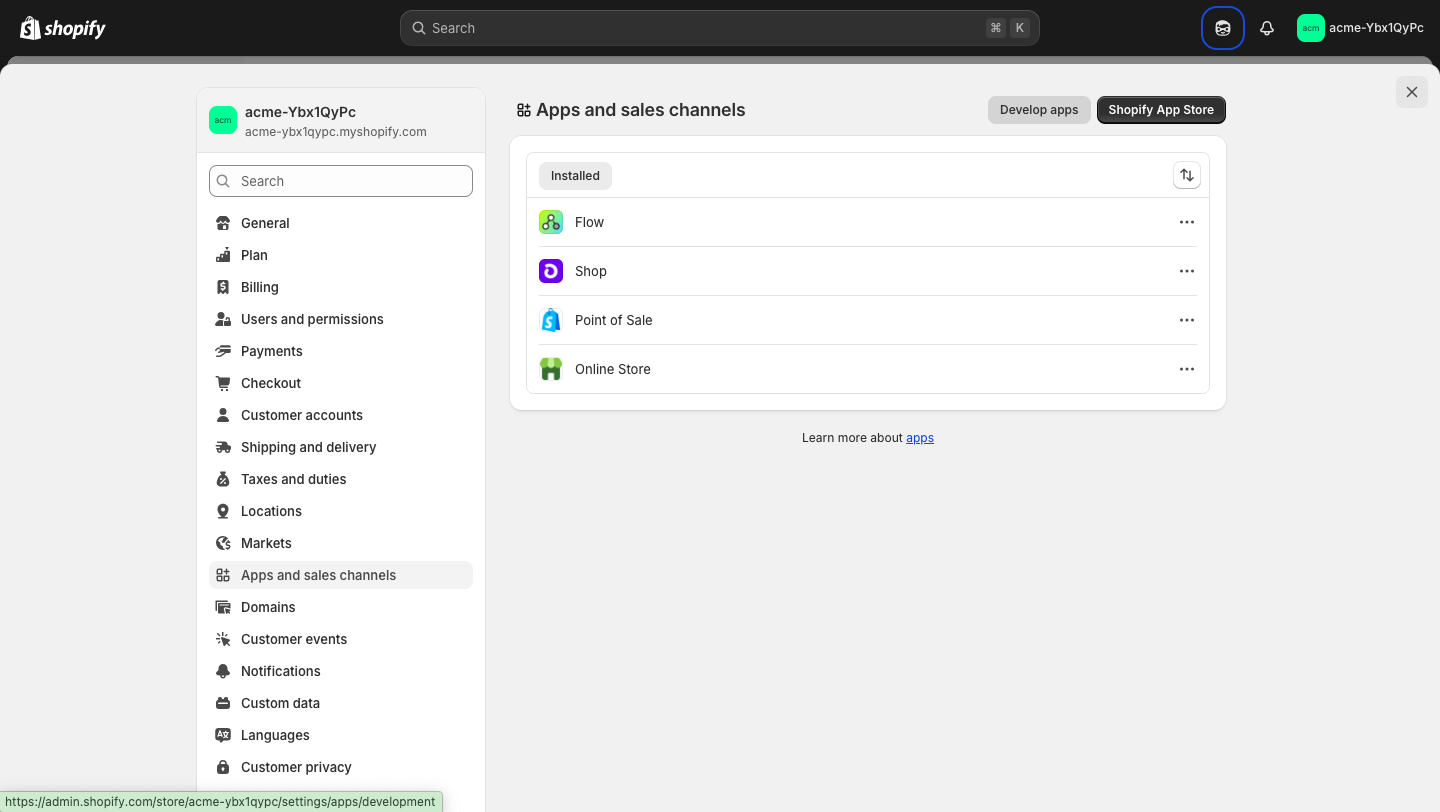 shopify
Search
⌘ K
acm
acme-Ybx1QyPc
acm
acme-Ybx1QyPc
acme-ybx1qypc.myshopify.com
Search
General
Plan
Billing
Users and permissions
Payments
Checkout
Customer accounts
Shipping and delivery
Taxes and duties
Locations
Markets
Apps and sales channels
Domains
Customer events
Notifications
Custom data
Languages
Customer privacy
Apps and sales channels
Develop apps
Shopify App Store
Installed
Flow
Shop
Point of Sale
Online Store
Learn more about apps
https://admin.shopify.com/store/acme-ybx1qypc/settings/apps/development